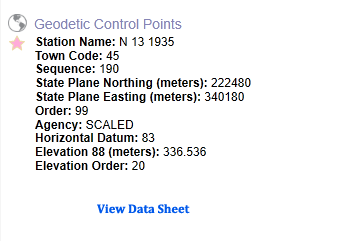 Geodetic Control Points
Station Name: N 13 1935
Town Code: 45
Sequence: 190
State Plane Northing (meters): 222480
State Plane Easting (meters): 340180
Order: 99
Agency: SCALED
Horizontal Datum: 83
Elevation 88 (meters): 336.536
Elevation Order: 20
View Data Sheet